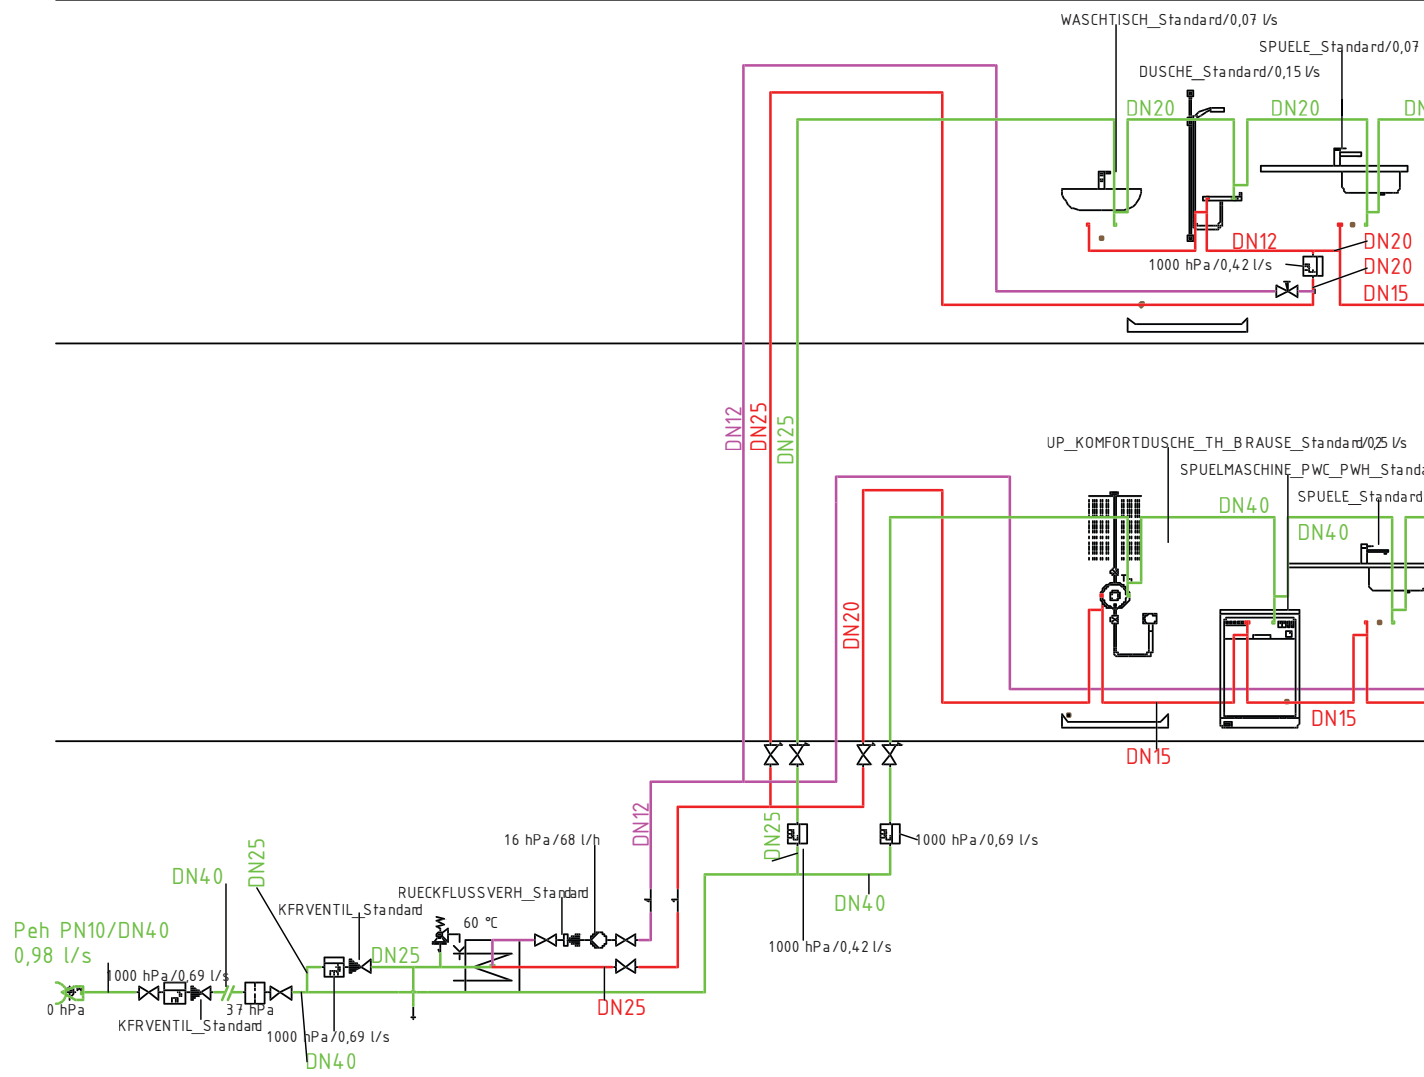 WASCHTISCH_Standard/0,07 l/s
SPUELE_Standard/0,07
DUSCHE_Standard/0,15 l/s
DN20
DN20
DN
DN12
DN20
1000 hPa/0,42 l/s
DN20
DN15
DN12
DN25
DN25
UP_KOMFORTDUSCHE_TH_BRAUSE_Standard/0,25 l/s
SPUELMASCHINE_PWC_PWH_Standa
SPUELE_Standard
DN40
DN40
DN20
DN15
DN15
DN12
DN25
1000 hPa/0,69 l/s
16 hPa/68 l/h
DN25
DN40
RUECKFLUSSVERH_Standard
KFRVENTIL_Standard
60 °C
DN40
Peh PN10/DN40
0,98 l/s
DN25
1000 hPa/0,42 l/s
1000 hPa/0,69 l/s
0 hPa
37 hPa
DN25
KFRVENTIL_Standard
1000 hPa/0,69 l/s
DN40